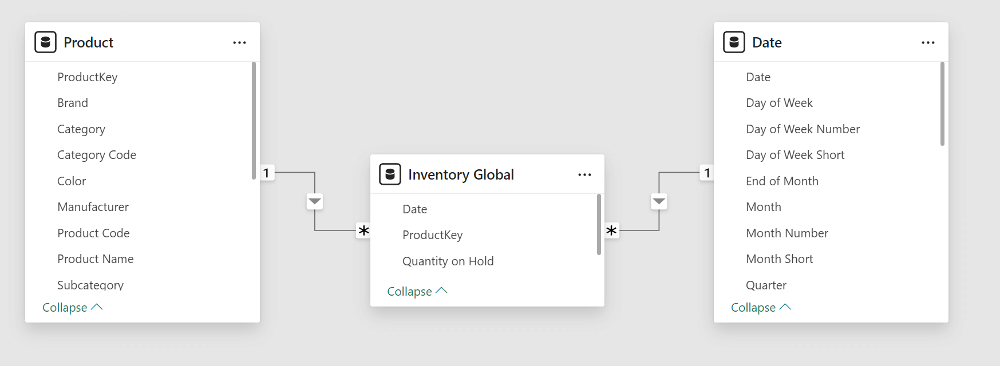 Product
ProductKey
Brand
Category
Category Code
Color
Manufacturer
Product Code
Product Name
Subcategory
Collapse
1
*
Inventory Global
Date
ProductKey
Quantity on Hold
Collapse
*
1
Date
Date
Day of Week
Day of Week Number
Day of Week Short
End of Month
Month
Month Number
Month Short
Quarter
Collapse